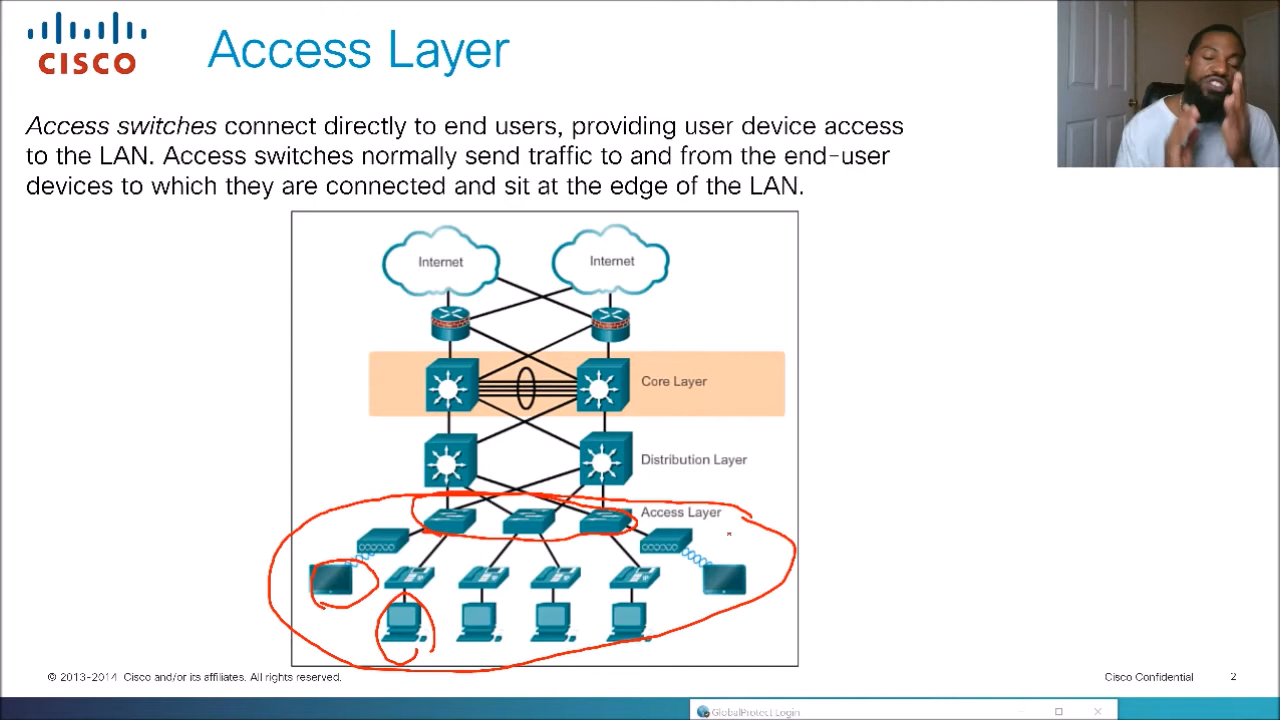 CISCO
Access Layer
Access switches connect directly to end users, providing user device access
to the LAN. Access switches normally send traffic to and from the end-user
devices to which they are connected and sit at the edge of the LAN.
Internet
Internet
Core Layer
Distribution Layer
Access Layer
© 2013-2014 Cisco and/or its affiliates. All rights reserved.
Cisco Confidential
2
GlobalProtect Login